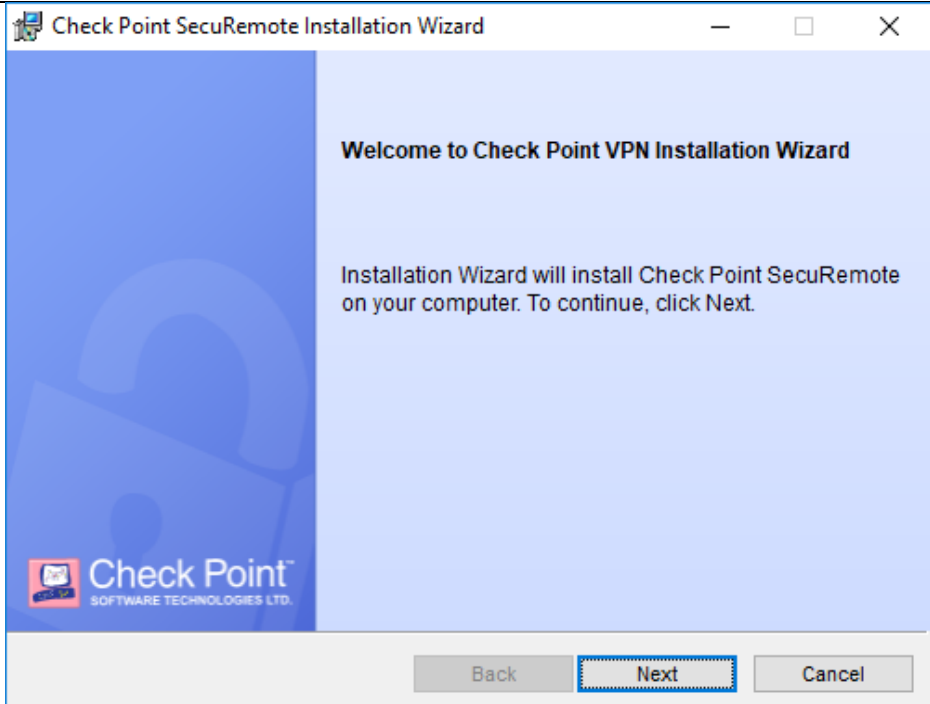 Check Point SecuRemote Installation Wizard
Welcome to Check Point VPN Installation Wizard
Installation Wizard will install Check Point SecuRemote
on your computer. To continue, click Next.
Check Point™
SOFTWARE TECHNOLOGIES LTD.
Back Next Cancel